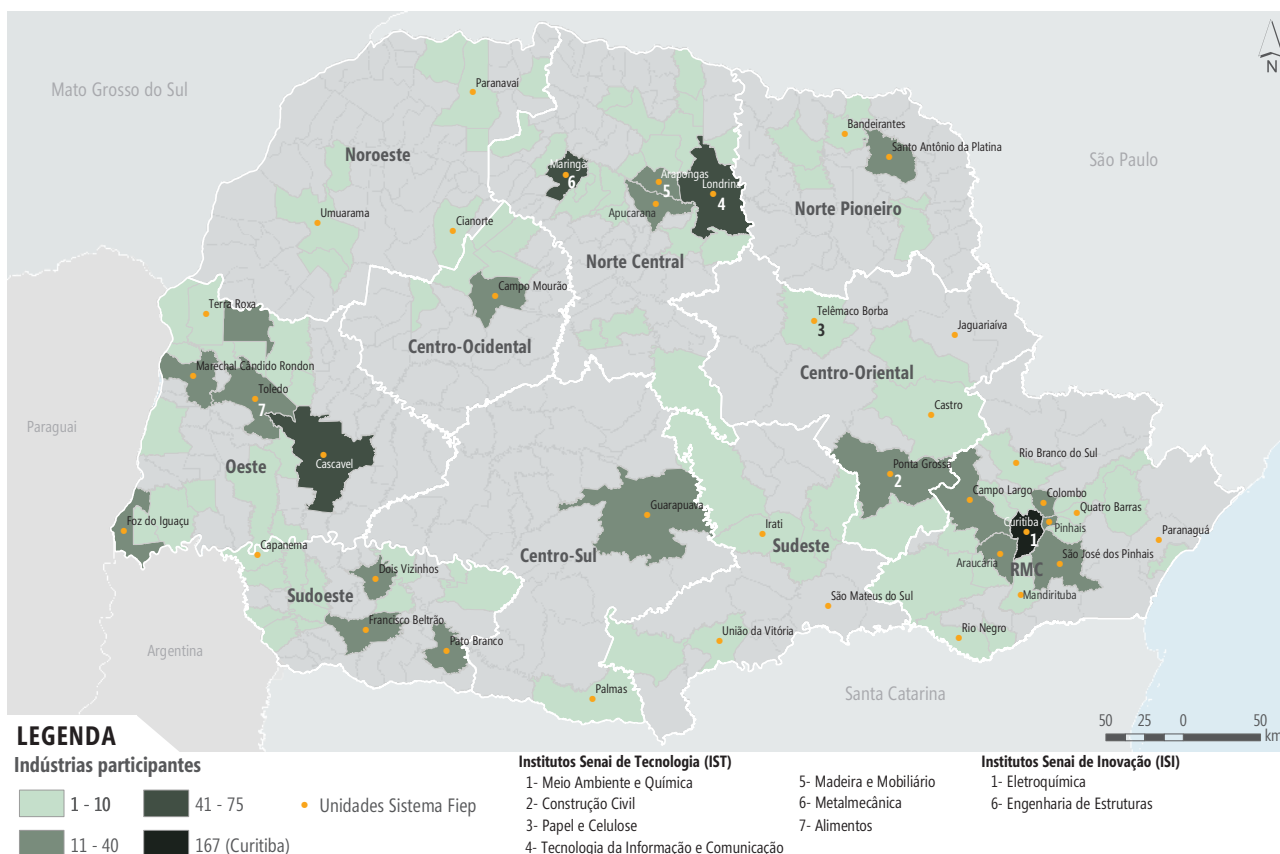 N
Mato Grosso do Sul
São Paulo
Paraguai
Argentina
Santa Catarina
Paranavaí
Noroeste
Umuarama
Cianorte
Maringá
6
Arapongas
5
Apucarana
Londrina
4
Norte Central
Bandeirantes
Santo Antônio da Platina
Norte Pioneiro
Terra Roxa
Campo Mourão
Centro-Ocidental
Telêmaco Borba
3
Jaguariaíva
Centro-Oriental
Castro
Marechal Cândido Rondon
Toledo
7
Oeste
Cascavel
Foz do Iguaçu
Capanema
Guarapuava
Centro-Sul
Ponta Grossa
2
Irati
Sudeste
Rio Branco do Sul
Campo Largo
Colombo
Quatro Barras
Curitiba
1
Pinhais
Paranaguá
Araucária
São José dos Pinhais
RMC
Mandirituba
Rio Negro
São Mateus do Sul
União da Vitória
Dois Vizinhos
Sudoeste
Francisco Beltrão
Pato Branco
Palmas
50 25 0 50
km
LEGENDA
Indústrias participantes
1 - 10
41 - 75
Unidades Sistema Fiep
11 - 40
167 (Curitiba)
Institutos Senai de Tecnologia (IST)
1- Meio Ambiente e Química
2- Construção Civil
3- Papel e Celulose
4- Tecnologia da Informação e Comunicação
5- Madeira e Mobiliário
6- Metalmecânica
7- Alimentos
Institutos Senai de Inovação (ISI)
1- Eletroquímica
6- Engenharia de Estruturas